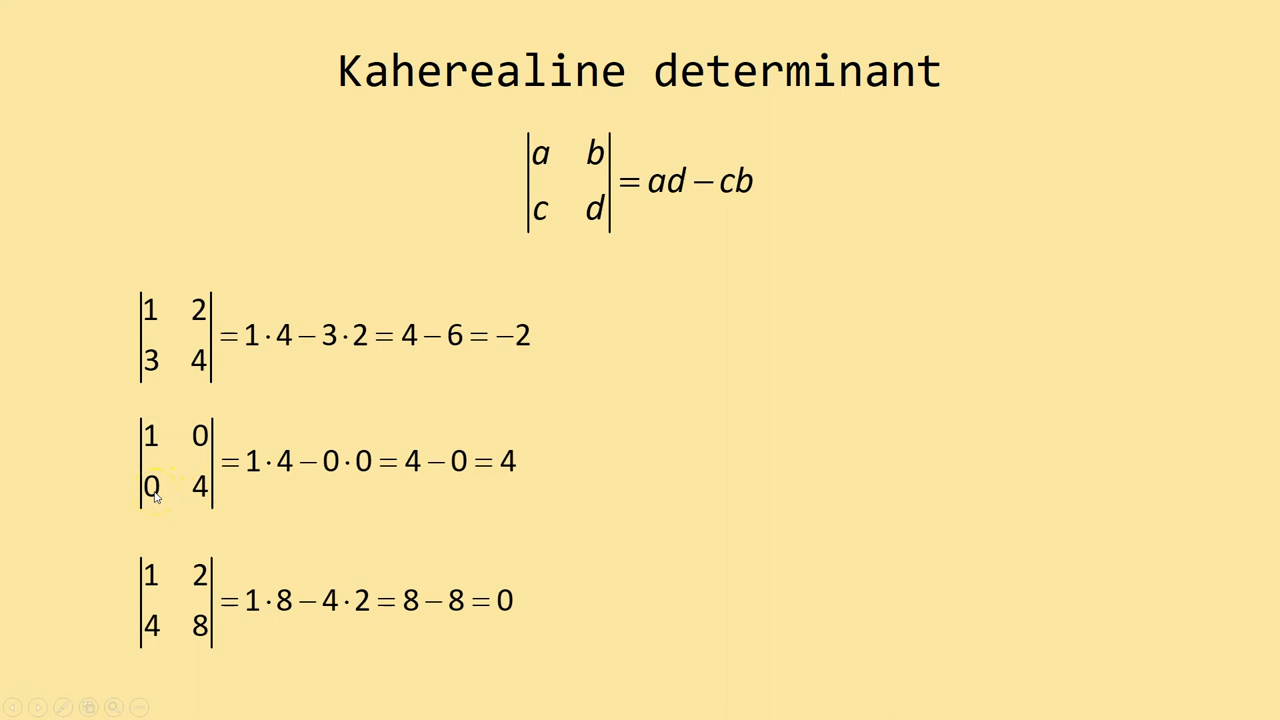 Kaherealine determinant
|a b|
|c d| = ad − cb
|1 2|
|3 4| = 1·4 − 3·2 = 4 − 6 = −2
|1 0|
|0 4| = 1·4 − 0·0 = 4 − 0 = 4
|1 2|
|4 8| = 1·8 − 4·2 = 8 − 8 = 0